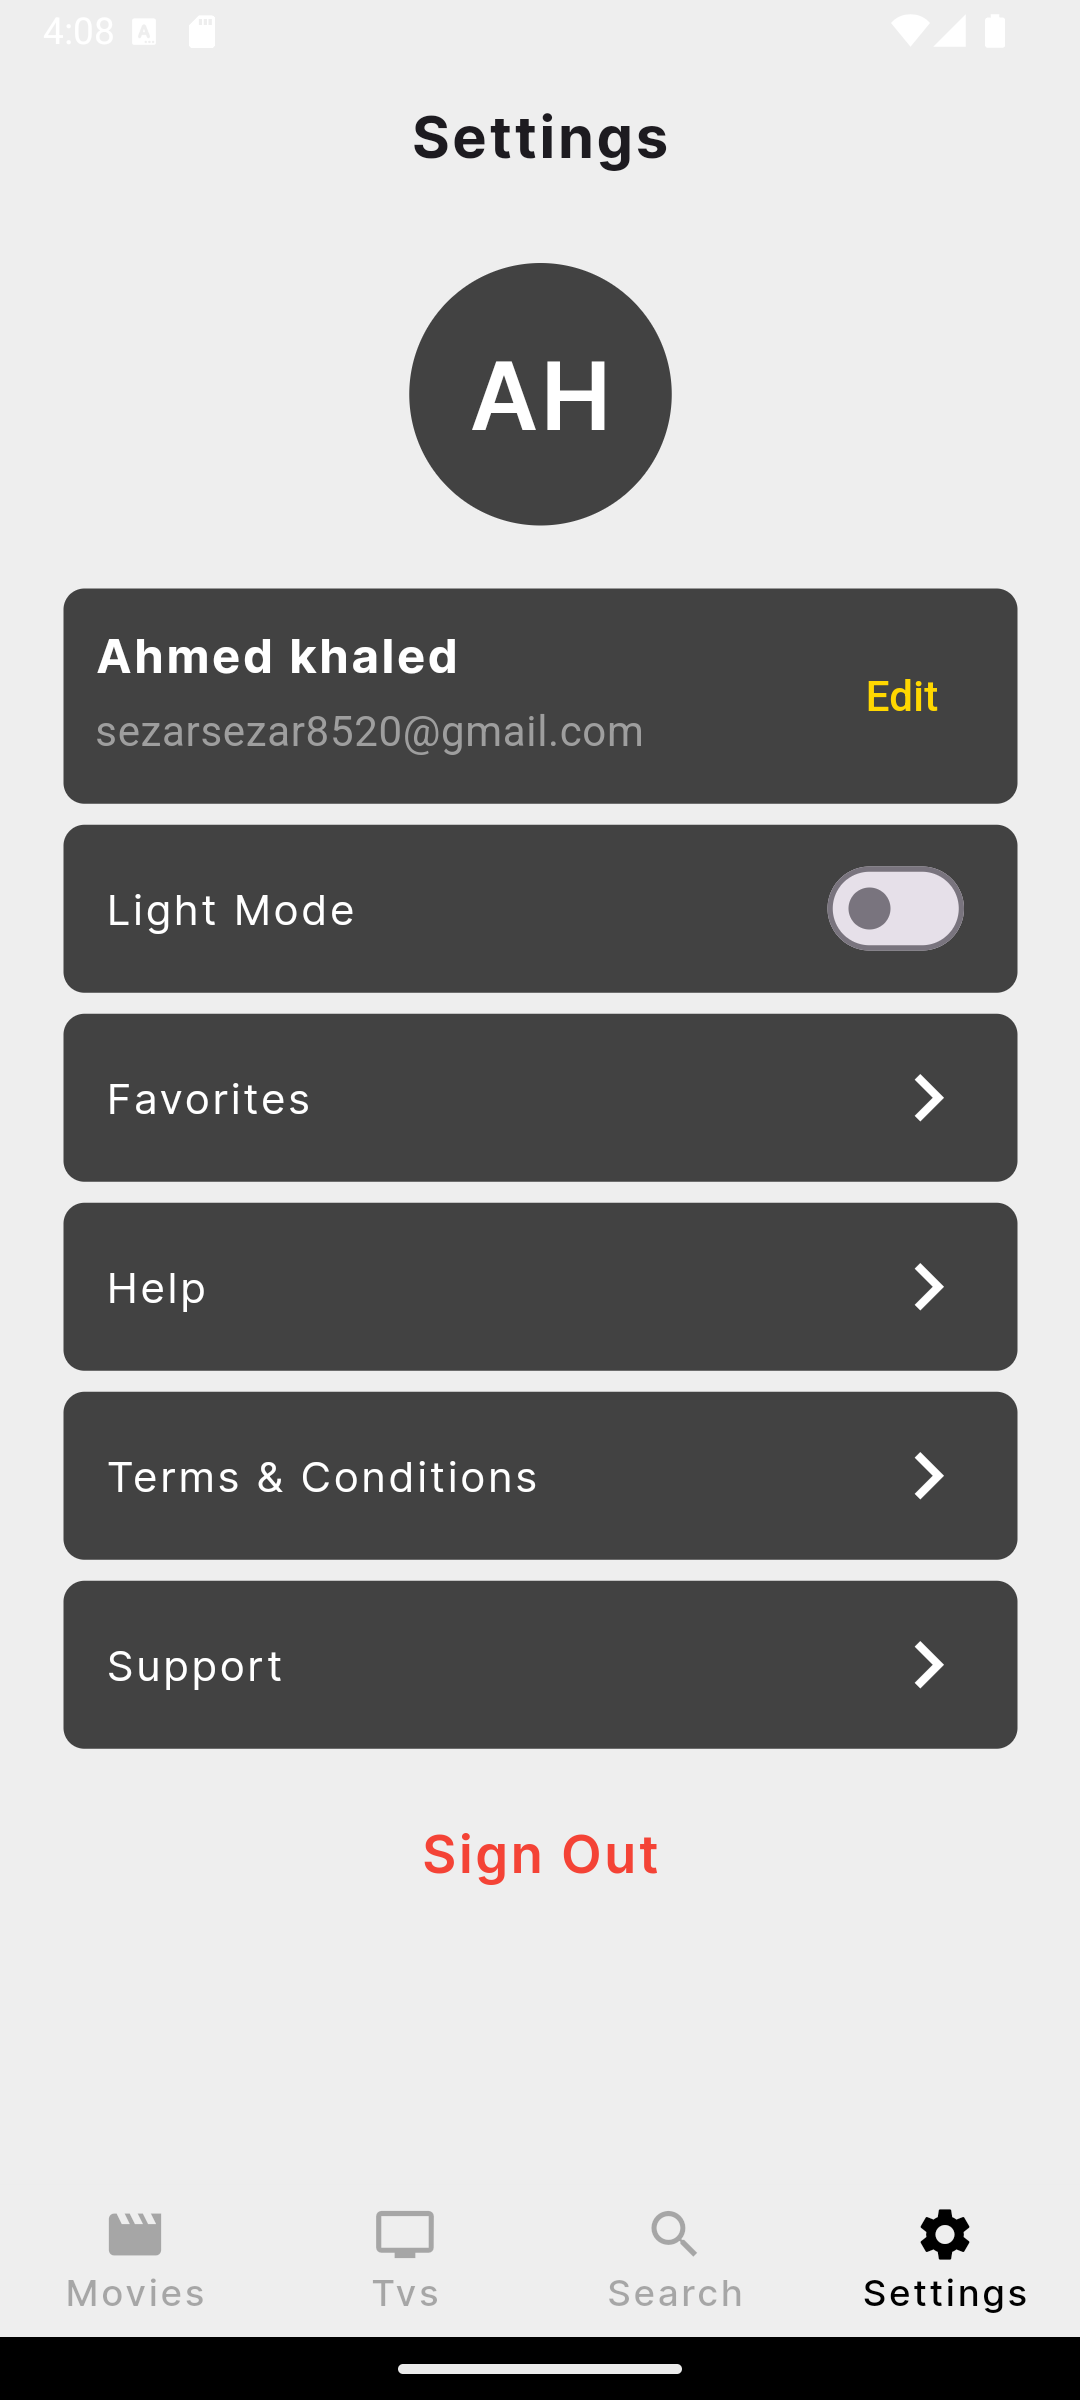 4:08
Settings
AH
Ahmed khaled
sezarsezar8520@gmail.com
Edit
Light Mode
Favorites
Help
Terms & Conditions
Support
Sign Out
Movies Tvs Search Settings